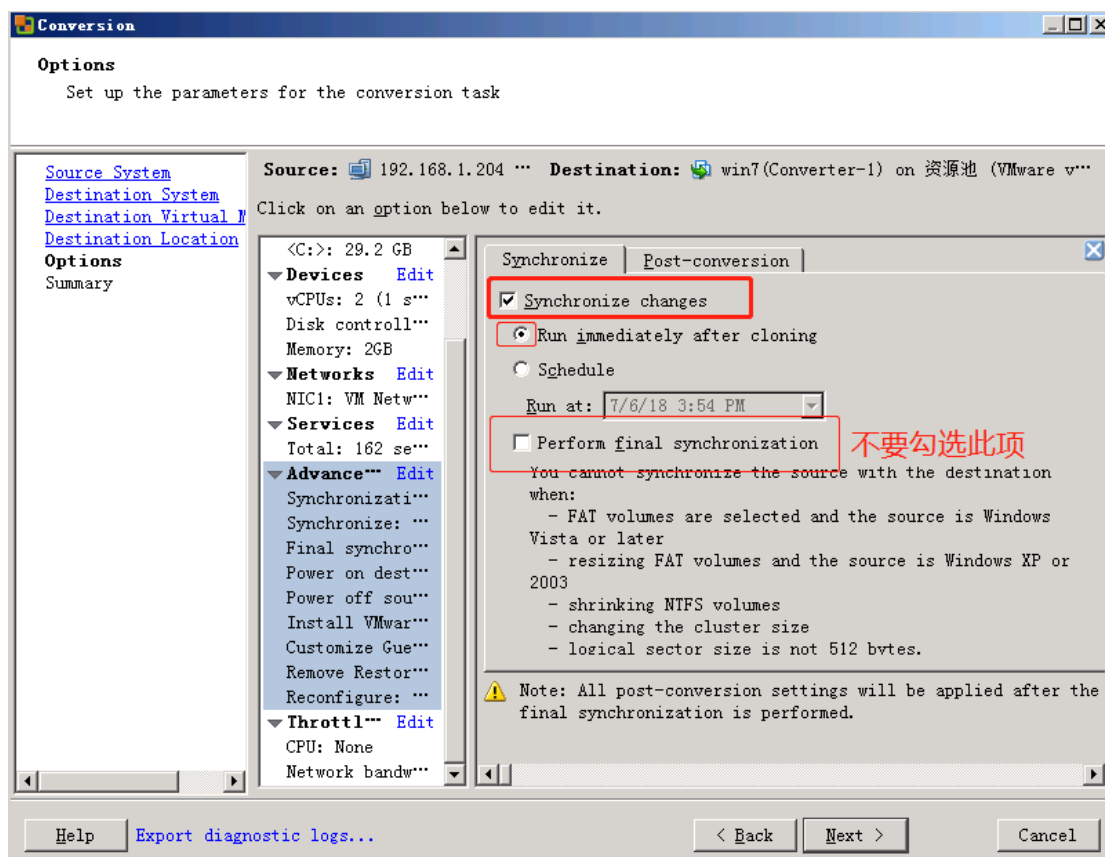 Conversion
Options
Set up the parameters for the conversion task
Source System
Destination System
Destination Virtual M
Destination Location
Options
Summary
Source: 192.168.1.204 … Destination: win7(Converter-1) on 资源池 (VMware v…
Click on an option below to edit it.
<C:>: 29.2 GB
Devices Edit
vCPUs: 2 (1 s…
Disk controll…
Memory: 2GB
Networks Edit
NIC1: VM Netw…
Services Edit
Total: 162 se…
Advance… Edit
Synchronizati…
Synchronize: …
Final synchro…
Power on dest…
Power off sou…
Install VMwar…
Customize Gue…
Remove Restor…
Reconfigure: …
Throttl… Edit
CPU: None
Network bandw…
Synchronize Post-conversion
Synchronize changes
Run immediately after cloning
Schedule
Run at: 7/6/18 3:54 PM
Perform final synchronization 不要勾选此项
You cannot synchronize the source with the destination
when:
- FAT volumes are selected and the source is Windows
Vista or later
- resizing FAT volumes and the source is Windows XP or
2003
- shrinking NTFS volumes
- changing the cluster size
- logical sector size is not 512 bytes.
Note: All post-conversion settings will be applied after the
final synchronization is performed.
Help Export diagnostic logs... < Back Next > Cancel